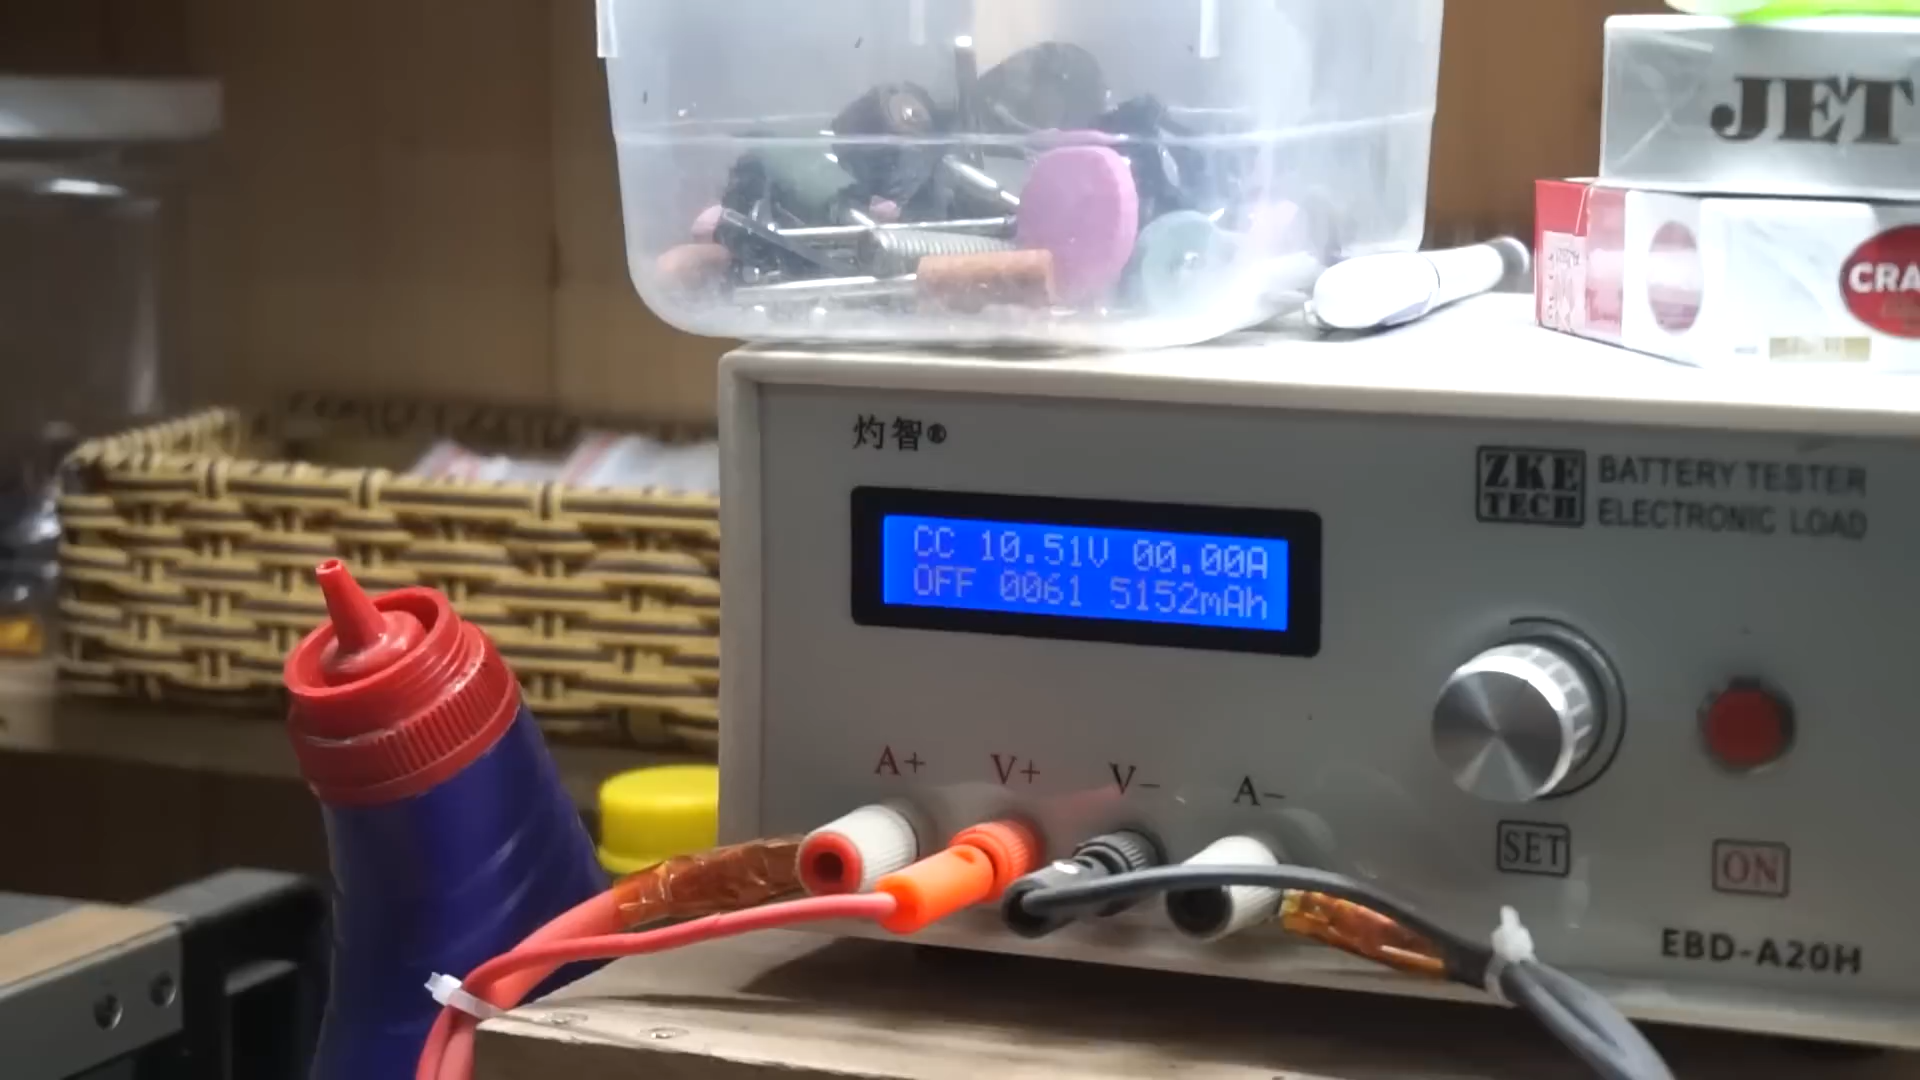 JET
CRA
灼智®
ZKE TECH
BATTERY TESTER
ELECTRONIC LOAD
CC 10.51V 00.00A
OFF 0061 5152mAh
A+ V+ V- A-
SET
ON
EBD-A20H